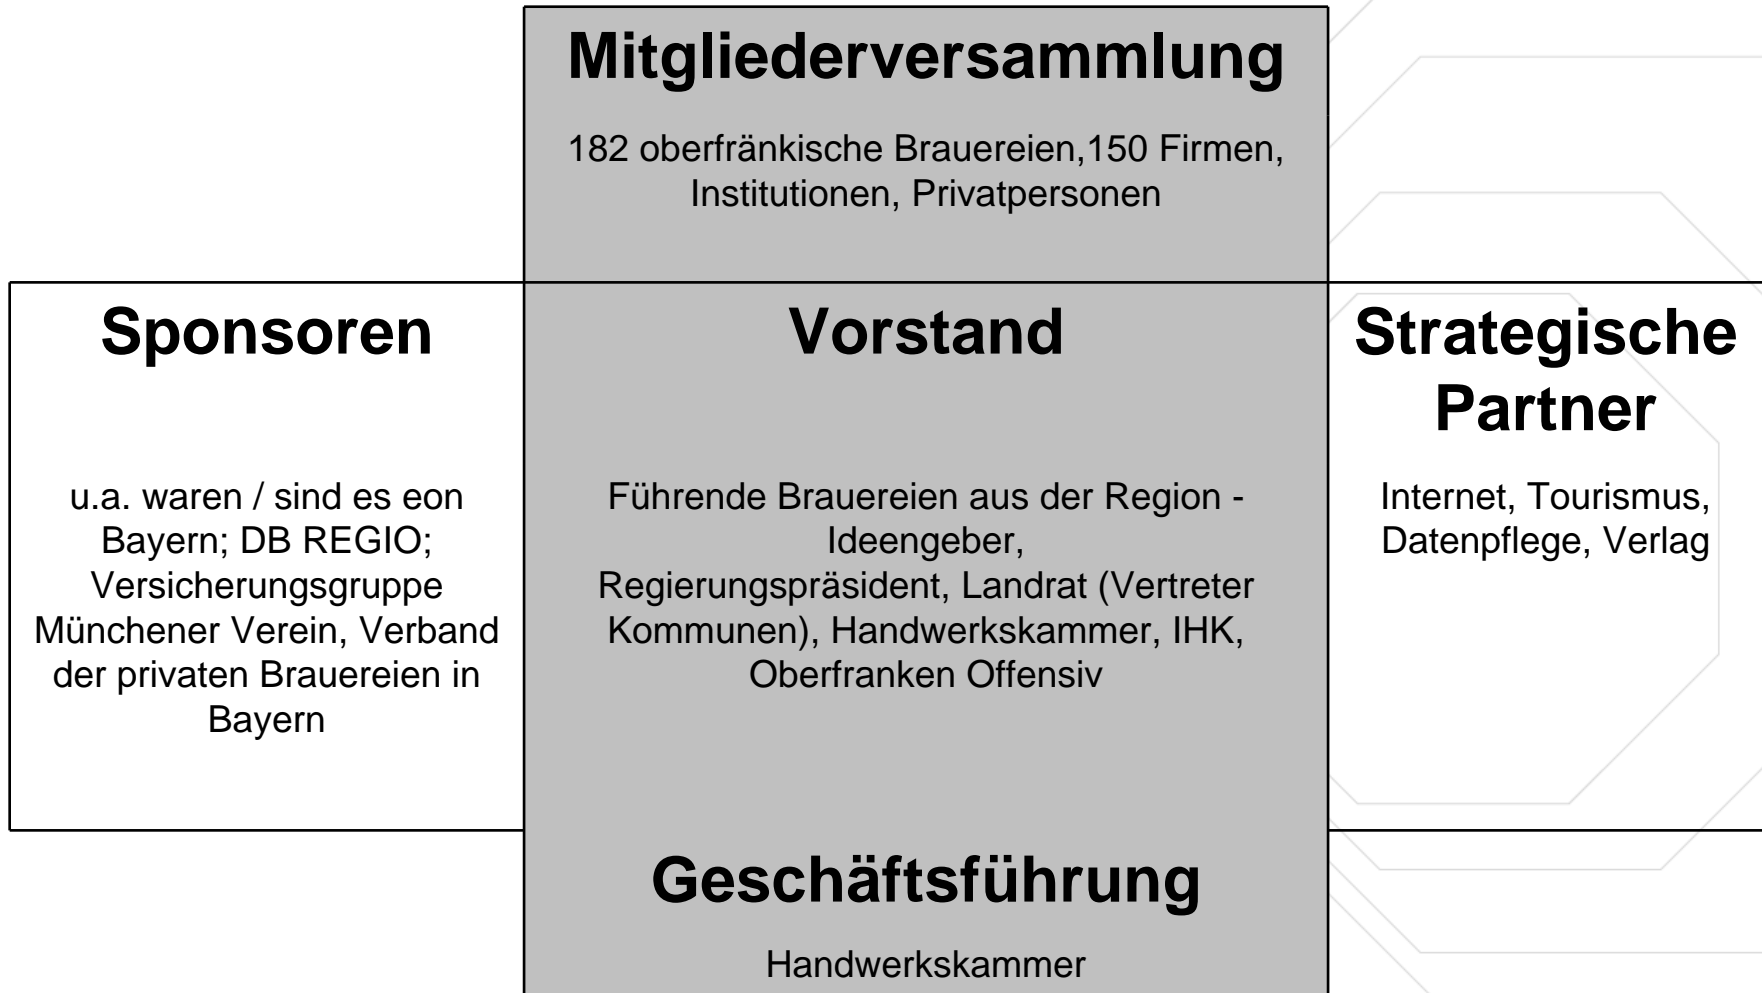 Mitgliederversammlung
182 oberfränkische Brauereien,150 Firmen,
Institutionen, Privatpersonen
Sponsoren
u.a. waren / sind es eon
Bayern; DB REGIO;
Versicherungsgruppe
Münchener Verein, Verband
der privaten Brauereien in
Bayern
Vorstand
Führende Brauereien aus der Region -
Ideengeber,
Regierungspräsident, Landrat (Vertreter
Kommunen), Handwerkskammer, IHK,
Oberfranken Offensiv
Strategische
Partner
Internet, Tourismus,
Datenpflege, Verlag
Geschäftsführung
Handwerkskammer